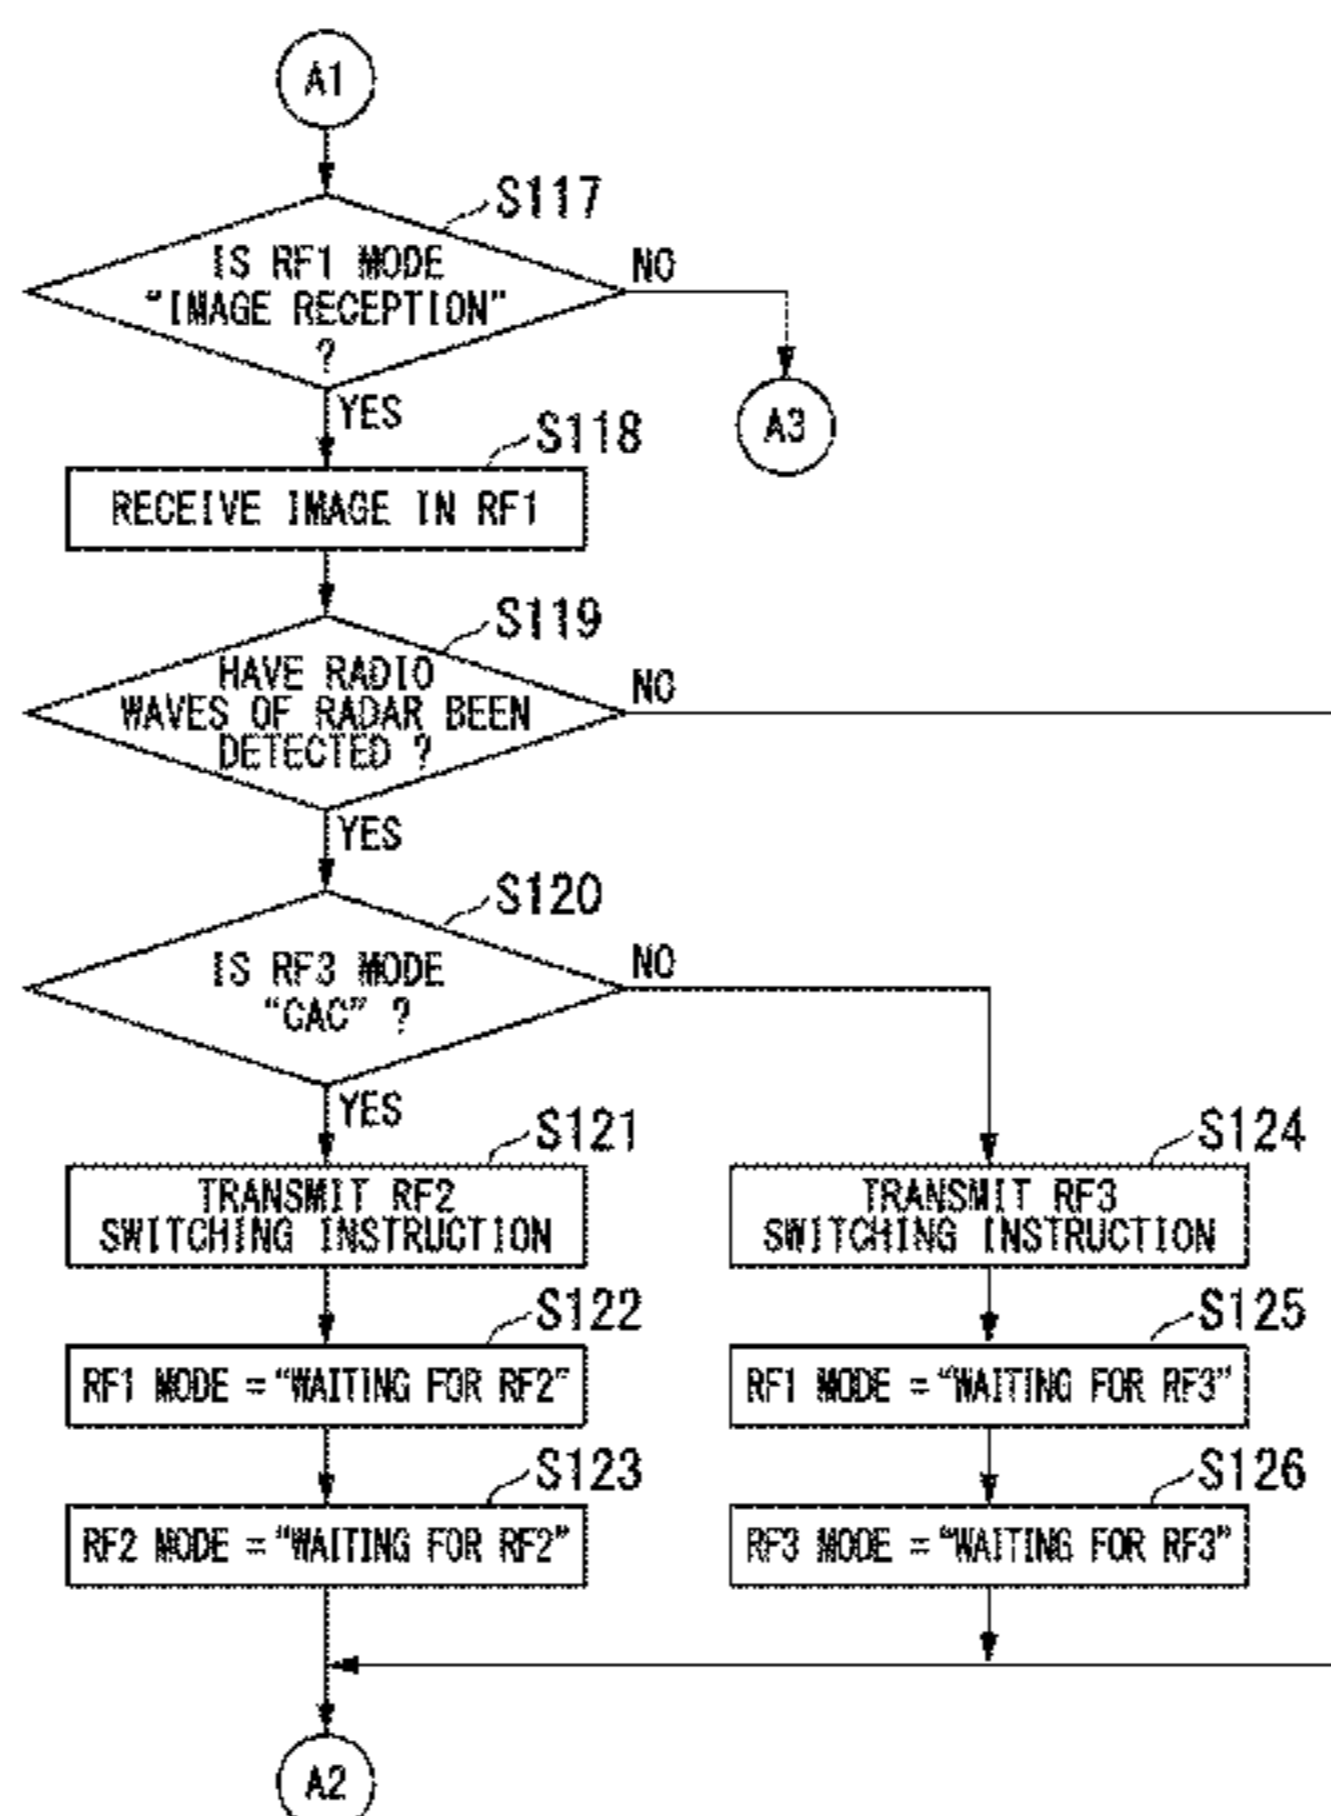 A1
S117
IS RF1 MODE
"IMAGE RECEPTION"
?
NO
YES
A3
S118
RECEIVE IMAGE IN RF1
S119
HAVE RADIO
WAVES OF RADAR BEEN
DETECTED ?
NO
YES
S120
IS RF3 MODE
"CAC" ?
NO
YES
S121
TRANSMIT RF2
SWITCHING INSTRUCTION
S124
TRANSMIT RF3
SWITCHING INSTRUCTION
S122
RF1 MODE ="WAITING FOR RF2"
S125
RF1 MODE ="WAITING FOR RF3"
S123
RF2 MODE ="WAITING FOR RF2"
S126
RF3 MODE ="WAITING FOR RF3"
A2